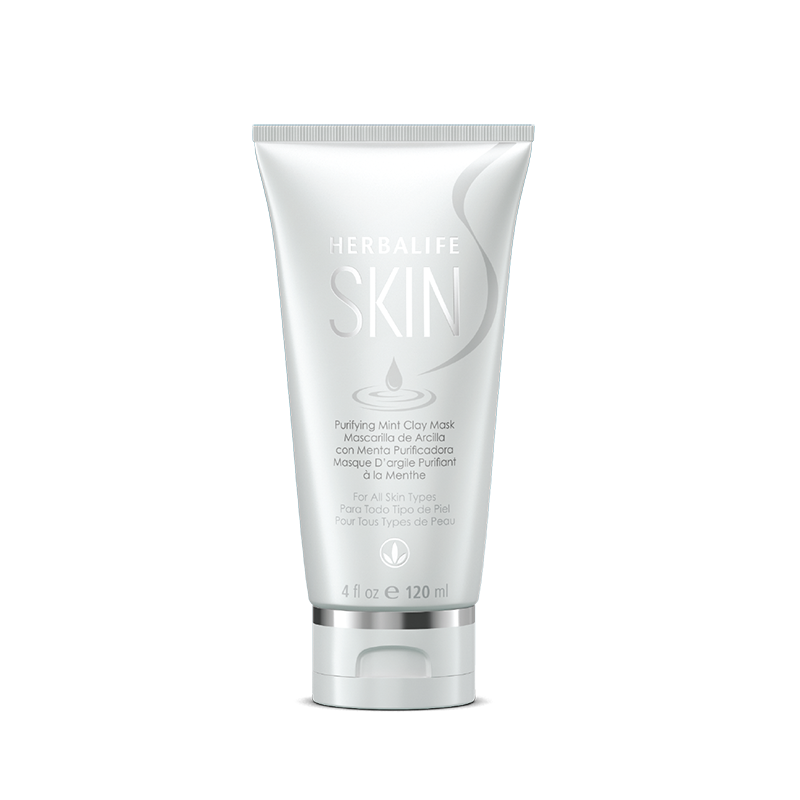 HERBALIFE
SKIN
Purifying Mint Clay Mask
Mascarilla de Arcilla
con Menta Purificadora
Masque D'argile Purifiant
à la Menthe
For All Skin Types
Para Todo Tipo de Piel
Pour Tous Types de Peau
4 fl oz ℮ 120 ml